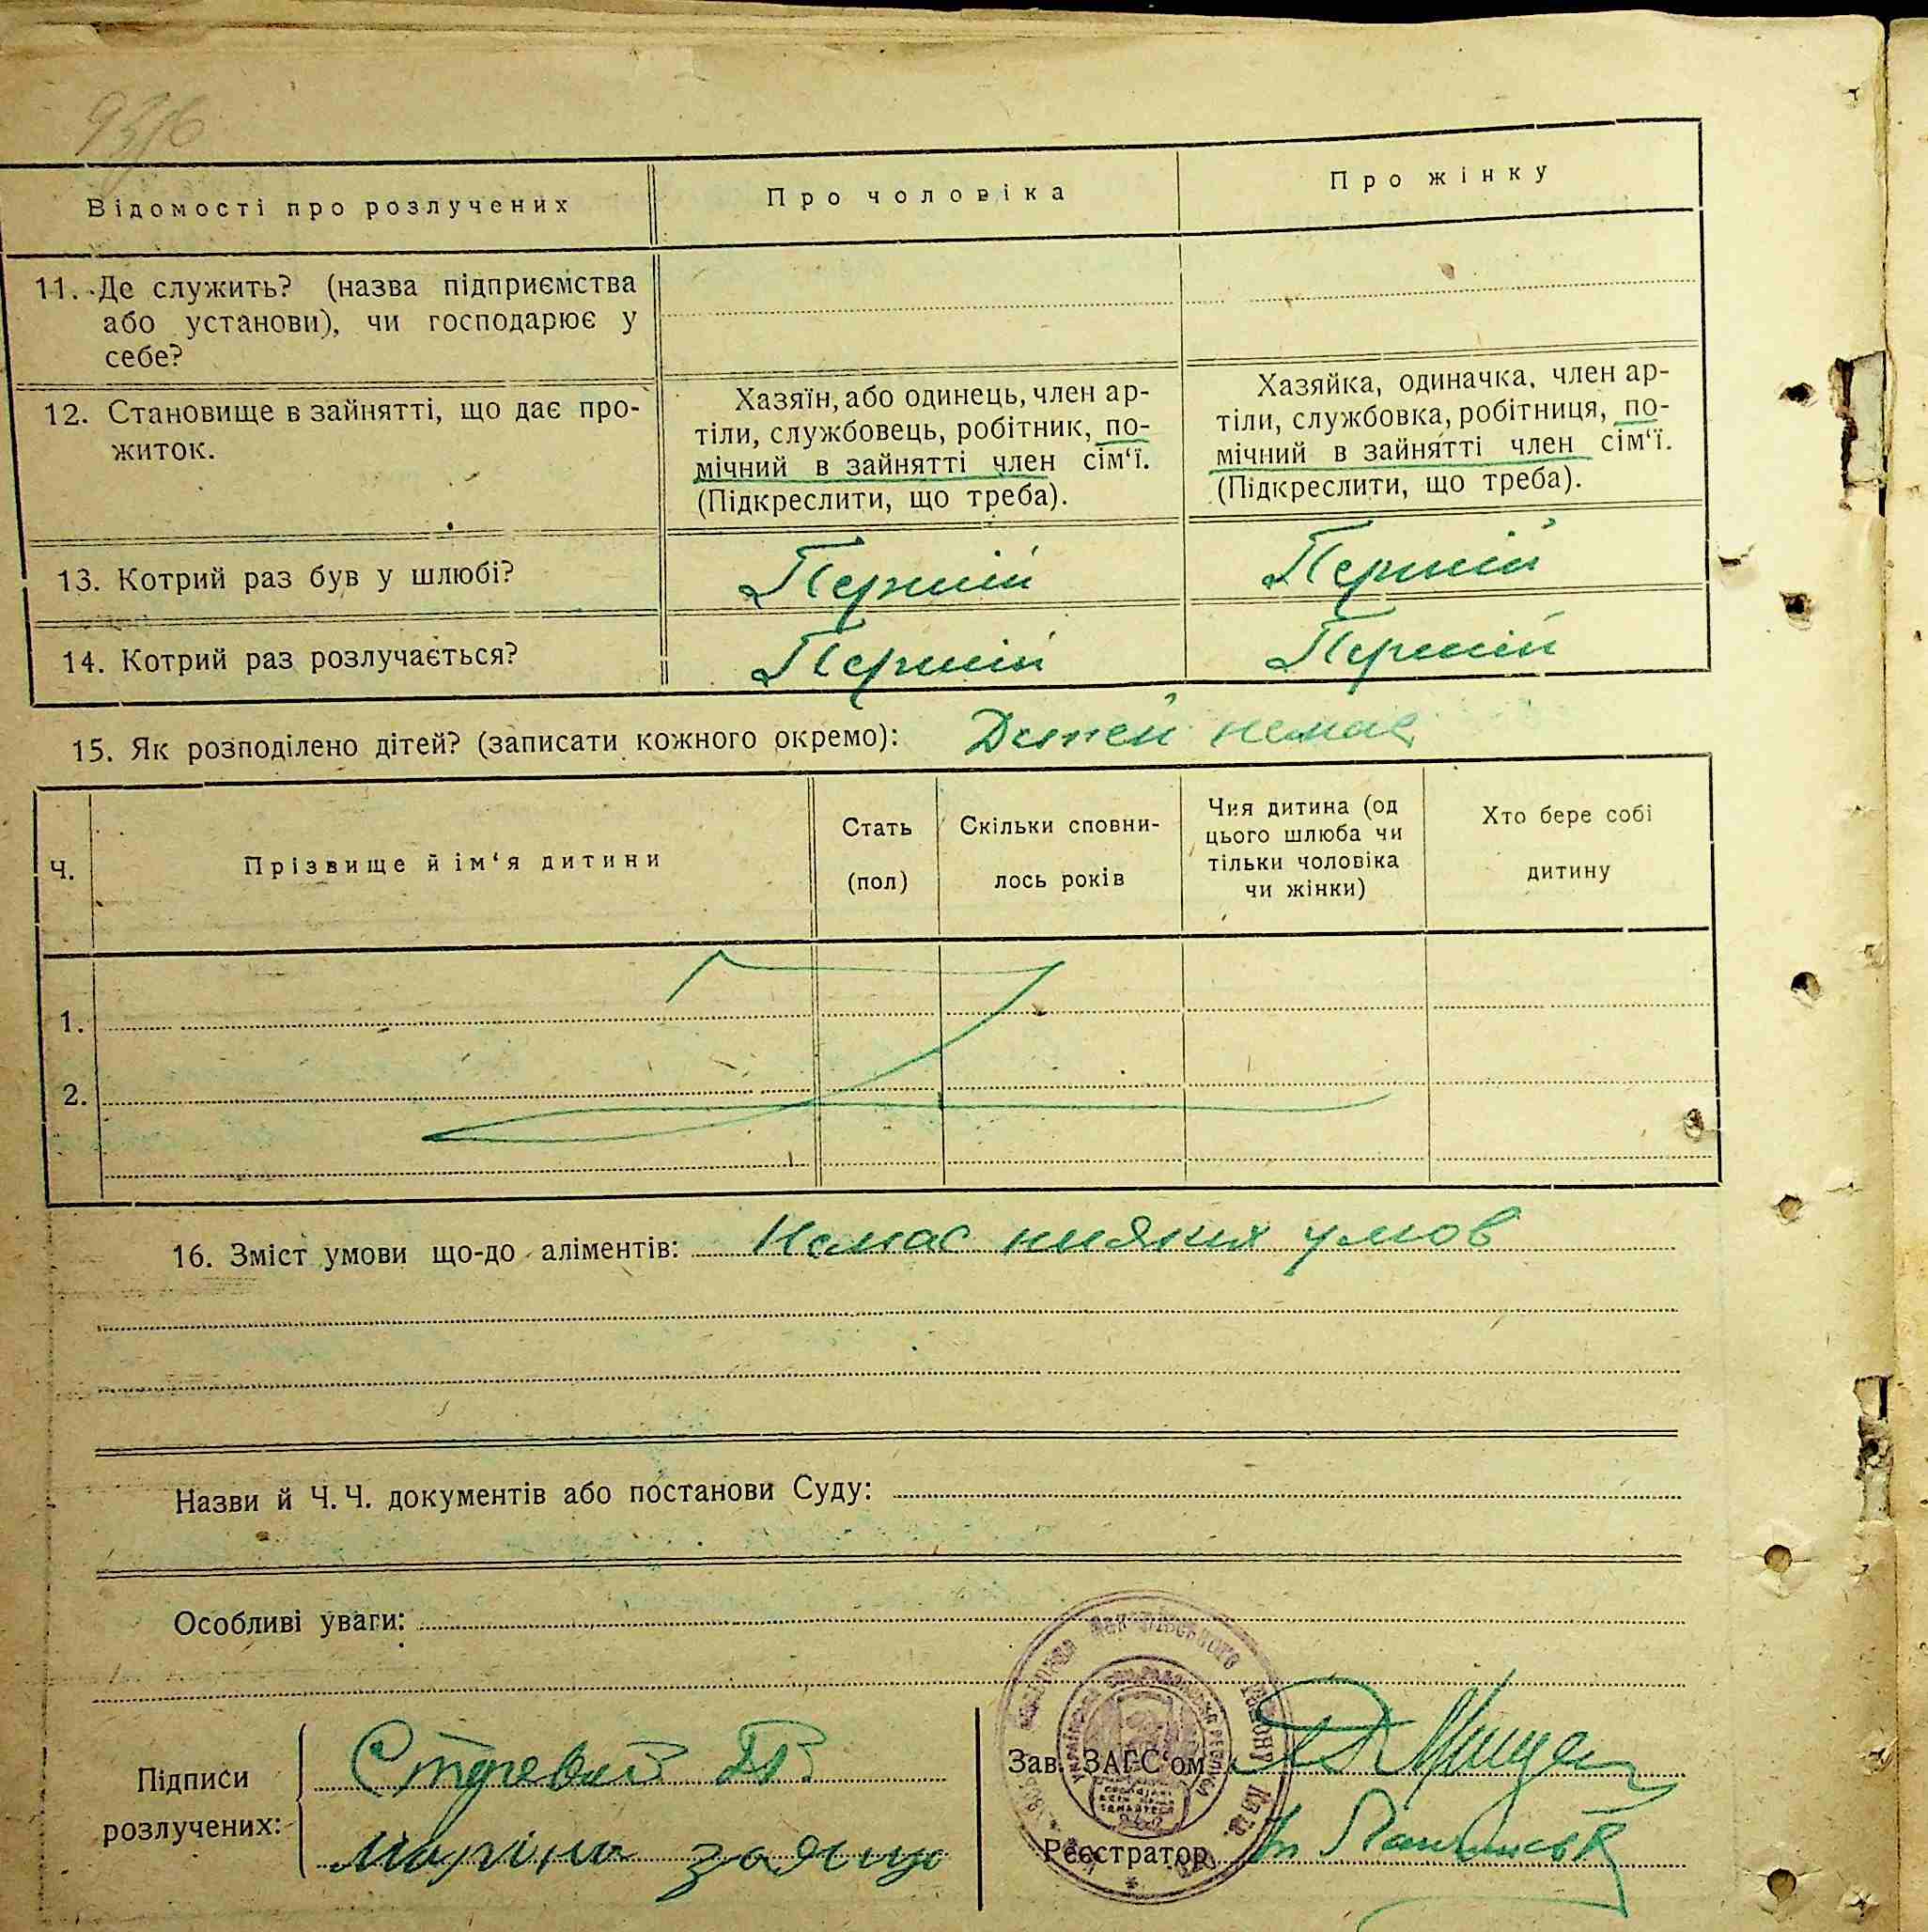 Відомості про розлучених
Про чоловіка
Про жінку
11. Де служить? (назва підприємства
або установи), чи господарює у
себе?
12. Становище в зайнятті, що дає про-
житок.
Хазяїн, або одинець, член ар-
тіли, службовець, робітник, по-
мічний в зайнятті член сім‘ї.
(Підкреслити, що треба).
Хазяйка, одиначка, член ар-
тіли, службовка, робітниця, по-
мічний в зайнятті член сім‘ї.
(Підкреслити, що треба).
13. Котрий раз був у шлюбі?
Перший
Перший
14. Котрий раз розлучається?
Перший
Перший
15. Як розподілено дітей? (записати кожного окремо): Дітей немає
Ч.
Прізвище й ім‘я дитини
Стать
(пол)
Скільки сповни-
лось років
Чия дитина (од
цього шлюба чи
тільки чоловіка
чи жінки)
Хто бере собі
дитину
1.
2.
16. Зміст умови що-до аліментів: Немає ніяких умов
Назви й Ч. Ч. документів або постанови Суду:
Особливі уваги:
Підписи
розлучених:
Зав. ЗАГС‘ом
Реєстратор